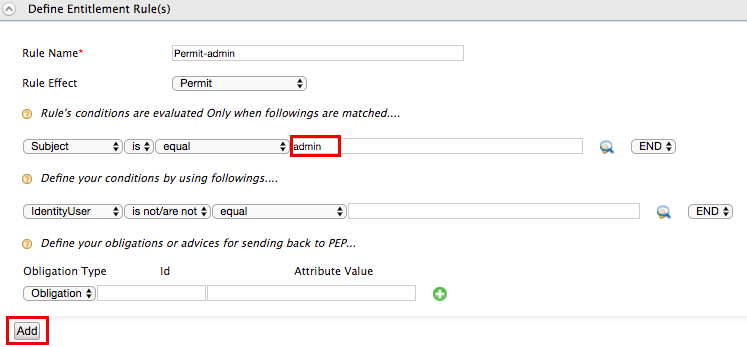 Define Entitlement Rule(s)
Rule Name* Permit-admin
Rule Effect Permit
Rule's conditions are evaluated Only when followings are matched....
Subject is equal admin END
Define your conditions by using followings....
IdentityUser is not/are not equal END
Define your obligations or advices for sending back to PEP...
Obligation Type Id Attribute Value
Obligation
Add